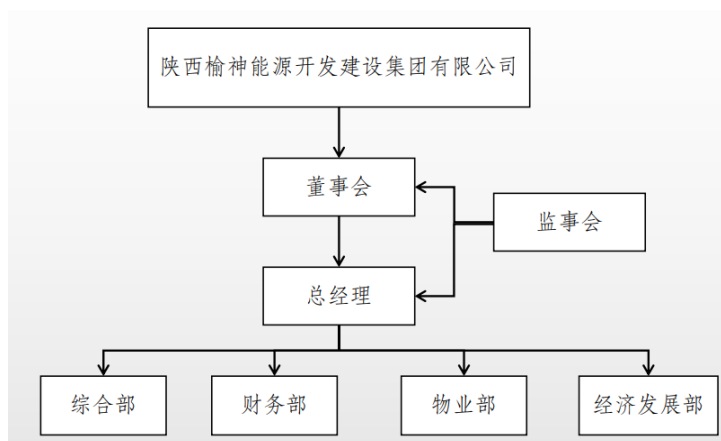 陕西榆神能源开发建设集团有限公司
董事会
监事会
总经理
综合部
财务部
物业部
经济发展部